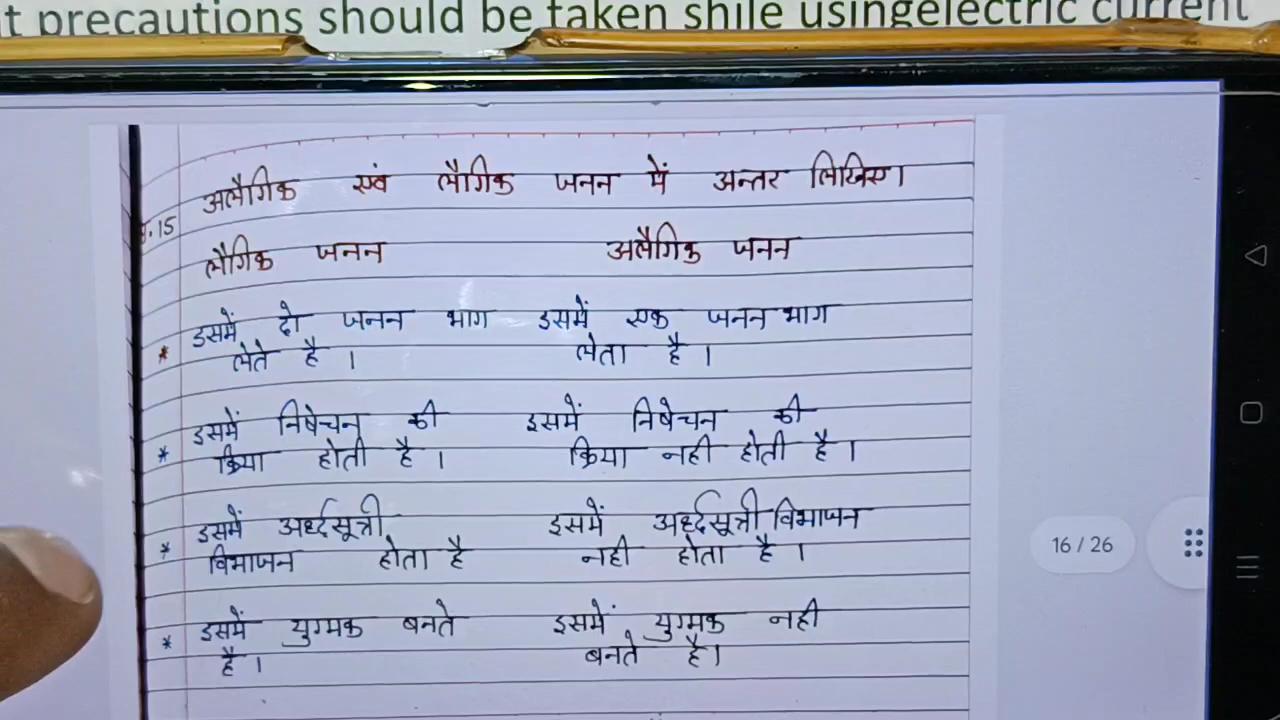 t precautions should be taken shile usingelectric current
अलैगिक एवं लैगिक जनन में अन्तर लिखिए।
.15
लैगिक जनन अलैगिक जनन
इसमें दो जनन भाग इसमें एक जनन भाग
* लेते है । लेता है ।
इसमें निषेचन की इसमें निषेचन की
* क्रिया होती है । क्रिया नही होती है ।
इसमें अर्ध्दसूत्री इसमें अर्ध्दसूत्री विभाजन
* विभाजन होता है नही होता है ।
इसमें युग्मक बनते इसमें युग्मक नही
* है । बनते है।
16 / 26